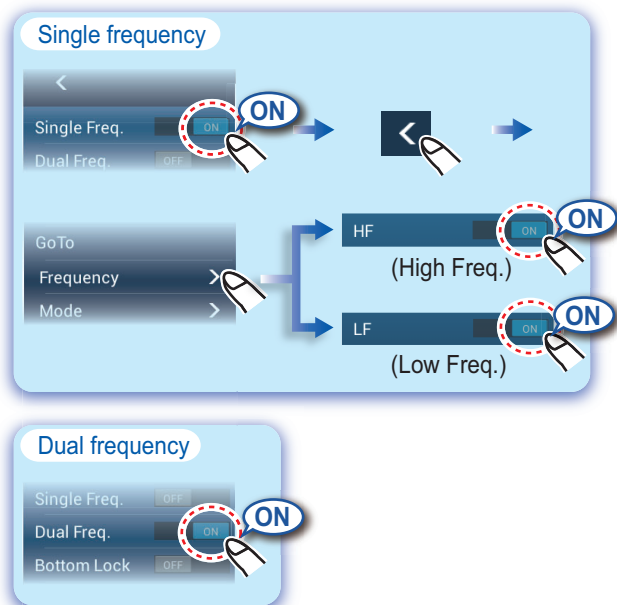 Single frequency
Single Freq. ON
ON
Dual Freq. OFF
GoTo
Frequency
Mode
HF ON
ON
(High Freq.)
LF ON
ON
(Low Freq.)
Dual frequency
Single Freq. OFF
Dual Freq. ON
ON
Bottom Lock OFF